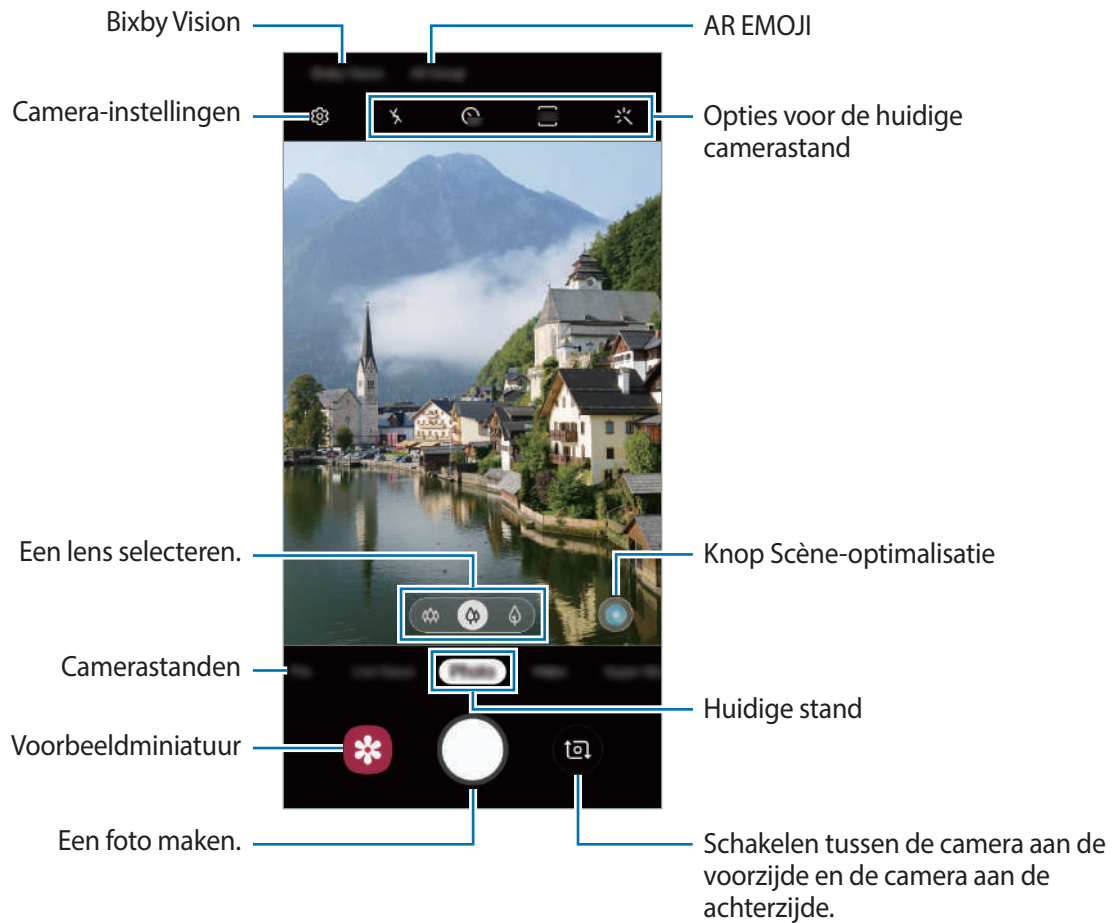 Bixby Vision
AR EMOJI
Camera-instellingen
Opties voor de huidige
camerastand
Een lens selecteren.
Knop Scène-optimalisatie
Camerastanden
Photo
Huidige stand
Voorbeeldminiatuur
Een foto maken.
Schakelen tussen de camera aan de
voorzijde en de camera aan de
achterzijde.